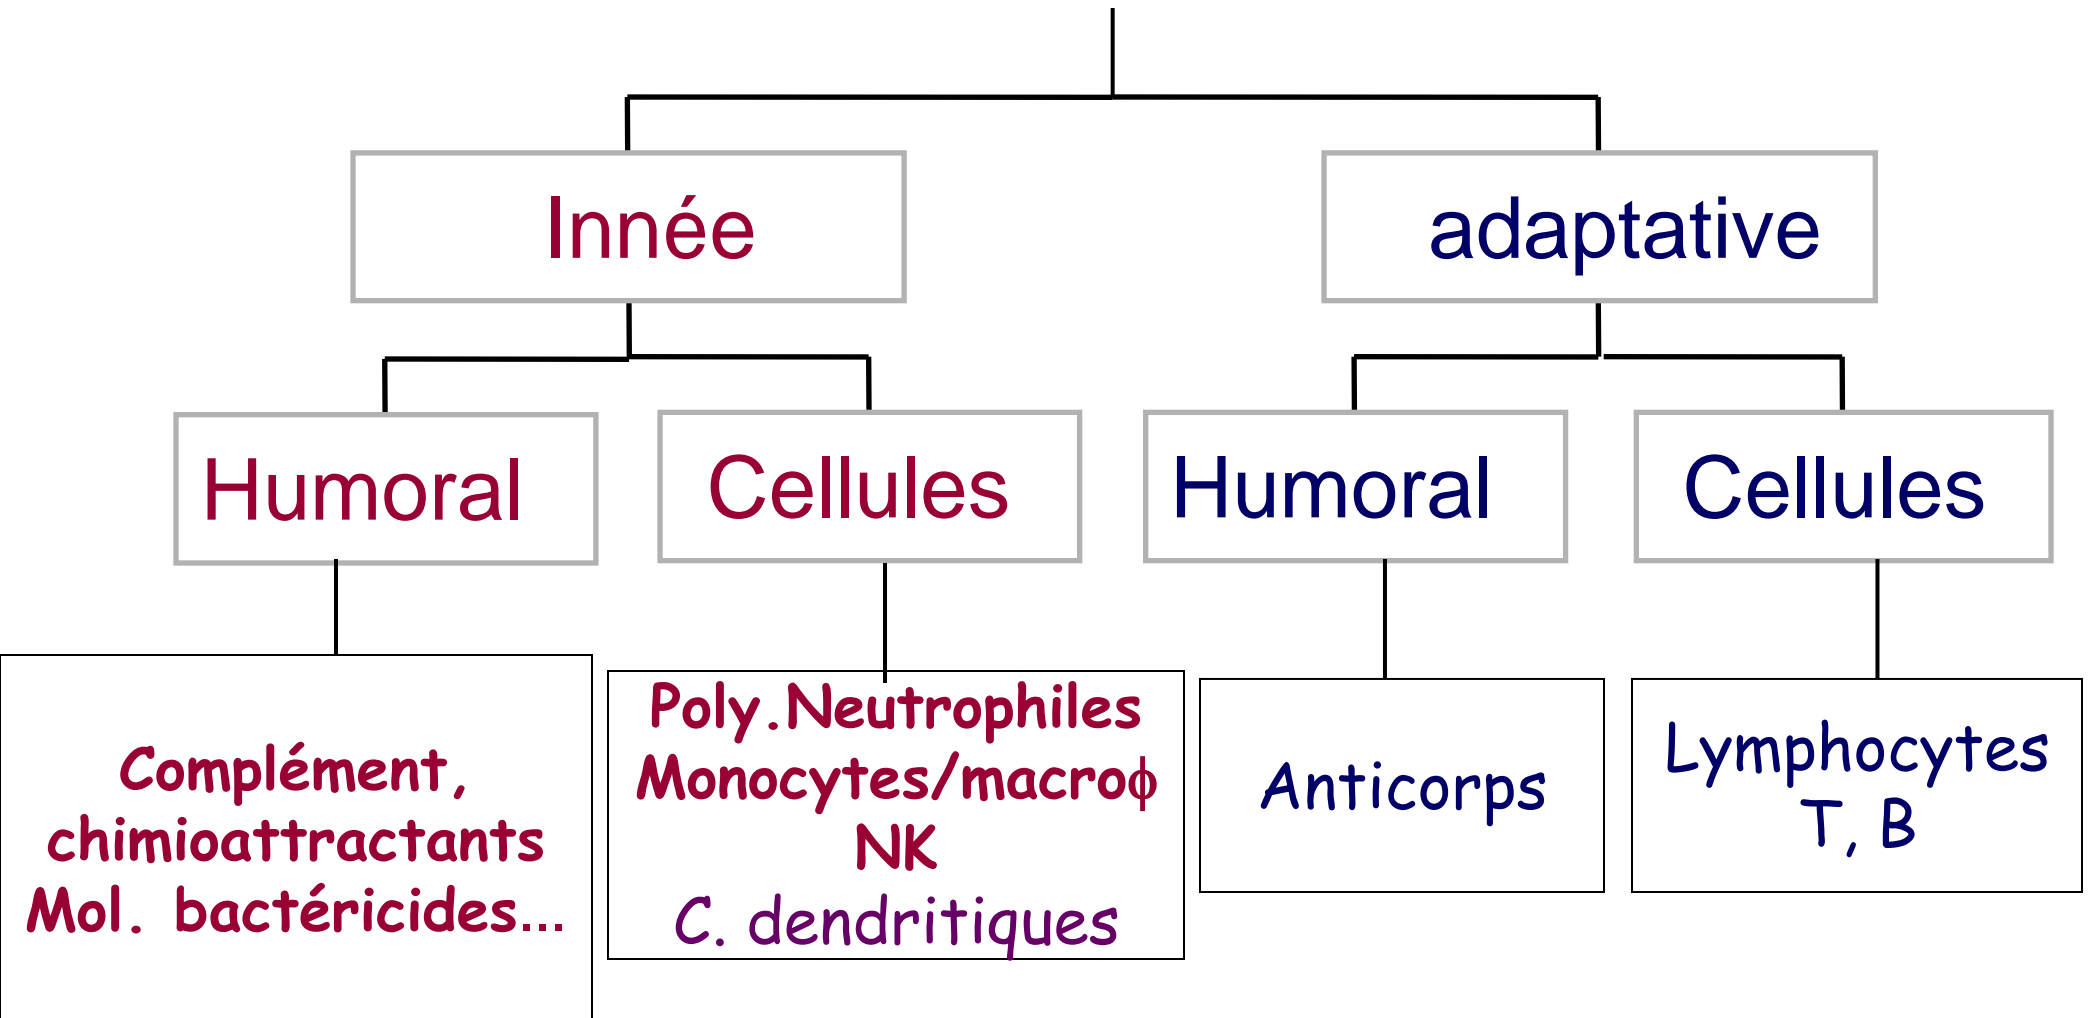 Innée
adaptative
Humoral
Cellules
Humoral
Cellules
Complément,
chimioattractants
Mol. bactéricides...
Poly.Neutrophiles
Monocytes/macroϕ
NK
C. dendritiques
Anticorps
Lymphocytes
T, B